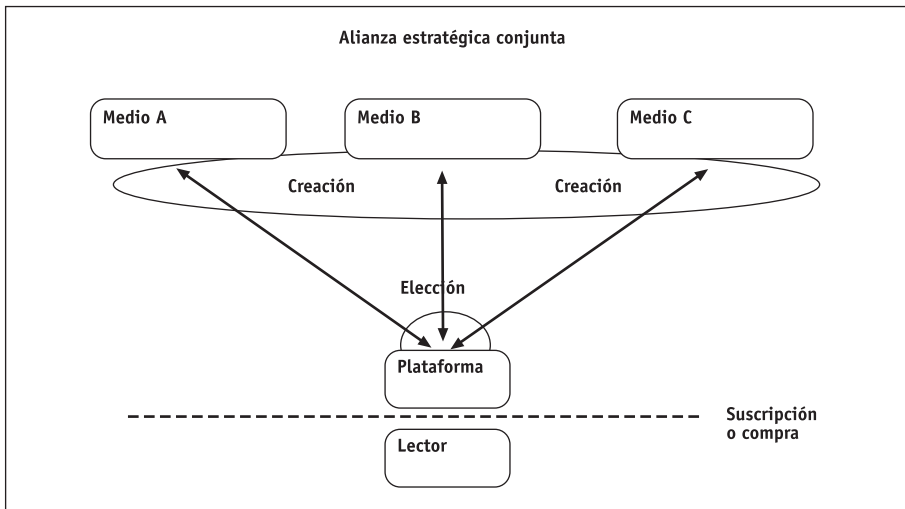 Alianza estratégica conjunta
Medio A
Medio B
Medio C
Creación
Creación
Elección
Plataforma
Suscripción
o compra
Lector